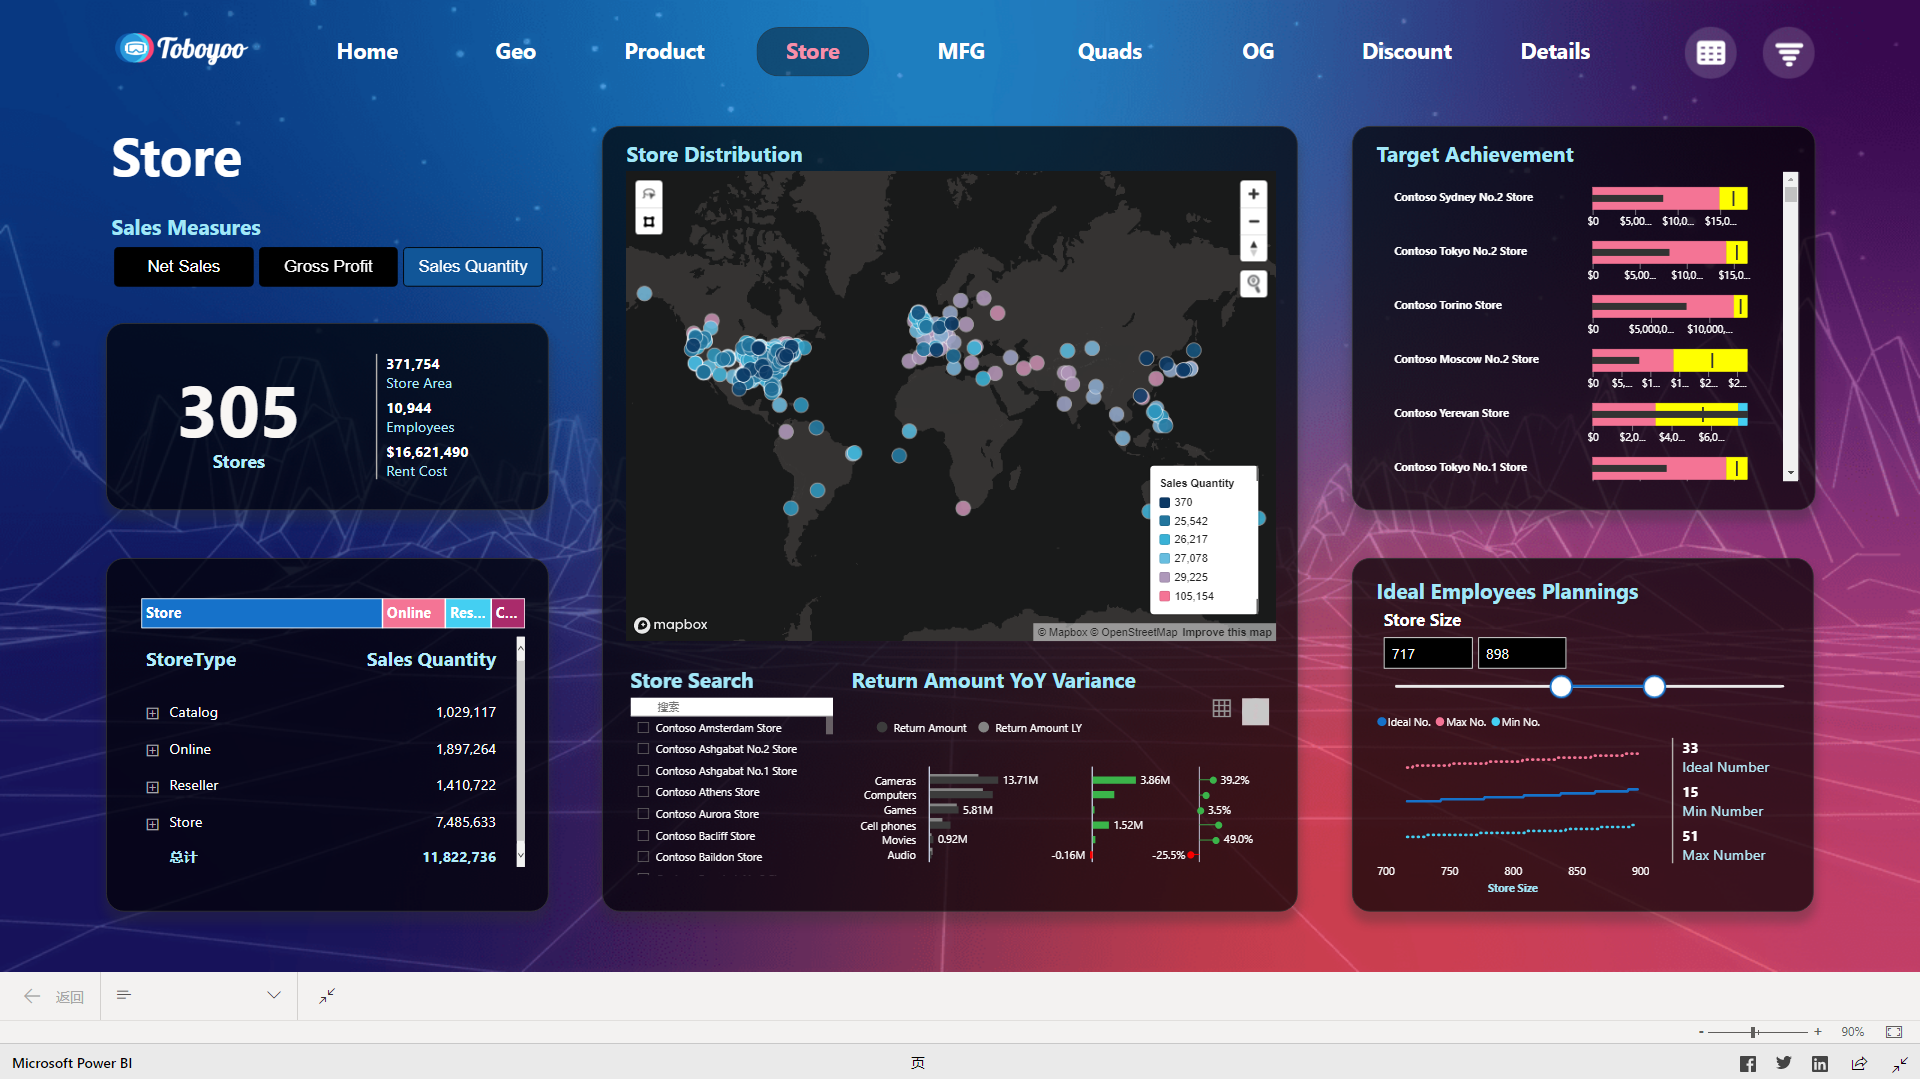 Toboyoo
Home
Geo
Product
Store
MFG
Quads
OG
Discount
Details
Store
Sales Measures
Net Sales
Gross Profit
Sales Quantity
305
Stores
371,754
Store Area
10,944
Employees
$16,621,490
Rent Cost
Store
Online
Res...
C...
StoreType Sales Quantity
Catalog 1,029,117
Online 1,897,264
Reseller 1,410,722
Store 7,485,633
总计 11,822,736
Store Distribution
Sales Quantity
370
25,542
26,217
27,078
29,225
105,154
mapbox
© Mapbox © OpenStreetMap Improve this map
Store Search
搜索
Contoso Amsterdam Store
Contoso Ashgabat No.2 Store
Contoso Ashgabat No.1 Store
Contoso Athens Store
Contoso Aurora Store
Contoso Bacliff Store
Contoso Baildon Store
Return Amount YoY Variance
Return Amount
Return Amount LY
Cameras 13.71M 3.86M 39.2%
Computers
Games 5.81M 3.5%
Cell phones 1.52M
Movies 0.92M 49.0%
Audio -0.16M -25.5%
Target Achievement
Contoso Sydney No.2 Store
$0 $5,00... $10,0... $15,0...
Contoso Tokyo No.2 Store
$0 $5,00... $10,0... $15,0...
Contoso Torino Store
$0 $5,000,0... $10,000,...
Contoso Moscow No.2 Store
$0 $5,... $1... $1... $2... $2...
Contoso Yerevan Store
$0 $2,0... $4,0... $6,0...
Contoso Tokyo No.1 Store
Ideal Employees Plannings
Store Size
717
898
Ideal No. Max No. Min No.
33
Ideal Number
15
Min Number
51
Max Number
700 750 800 850 900
Store Size
返回
- + 90%
Microsoft Power BI
页